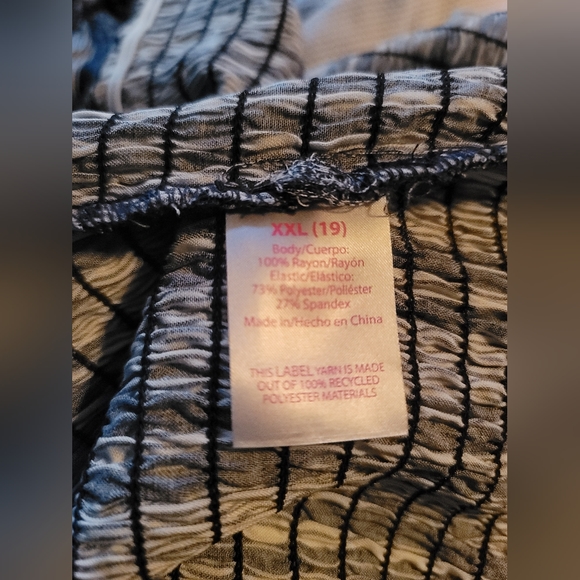 XXL (19)
Body/Cuerpo:
100% Rayon/Rayón
Elastic/Elástico:
73% Polyester/Poliéster
27% Spandex
Made in/Hecho en China
THIS LABEL YARN IS MADE
OUT OF 100% RECYCLED
POLYESTER MATERIALS